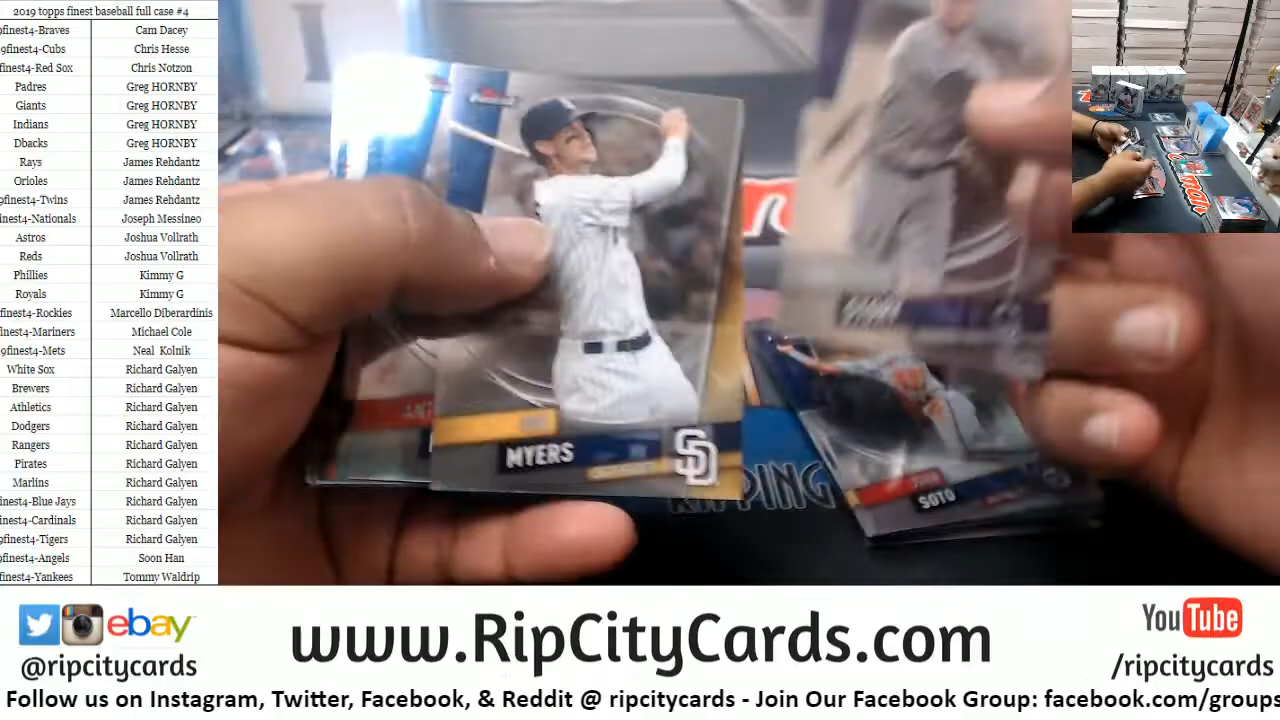 2019 topps finest baseball full case #4
9finest4-Braves Cam Dacey
9finest4-Cubs Chris Hesse
finest4-Red Sox Chris Notzon
Padres Greg HORNBY
Giants Greg HORNBY
Indians Greg HORNBY
Dbacks Greg HORNBY
Rays James Rehdantz
Orioles James Rehdantz
9finest4-Twins James Rehdantz
inest4-Nationals Joseph Messineo
Astros Joshua Vollrath
Reds Joshua Vollrath
Phillies Kimmy G
Royals Kimmy G
9finest4-Rockies Marcello Diberardinis
finest4-Mariners Michael Cole
9finest4-Mets Neal Kolnik
White Sox Richard Galyen
Brewers Richard Galyen
Athletics Richard Galyen
Dodgers Richard Galyen
Rangers Richard Galyen
Pirates Richard Galyen
Marlins Richard Galyen
finest4-Blue Jays Richard Galyen
finest4-Cardinals Richard Galyen
9finest4-Tigers Richard Galyen
9finest4-Angels Soon Han
finest4-Yankees Tommy Waldrip
MYERS
SD
SOTO
RIPPING
ebay
@ripcitycards
www.RipCityCards.com
YouTube
/ripcitycards
Follow us on Instagram, Twitter, Facebook, & Reddit @ ripcitycards - Join Our Facebook Group: facebook.com/groups